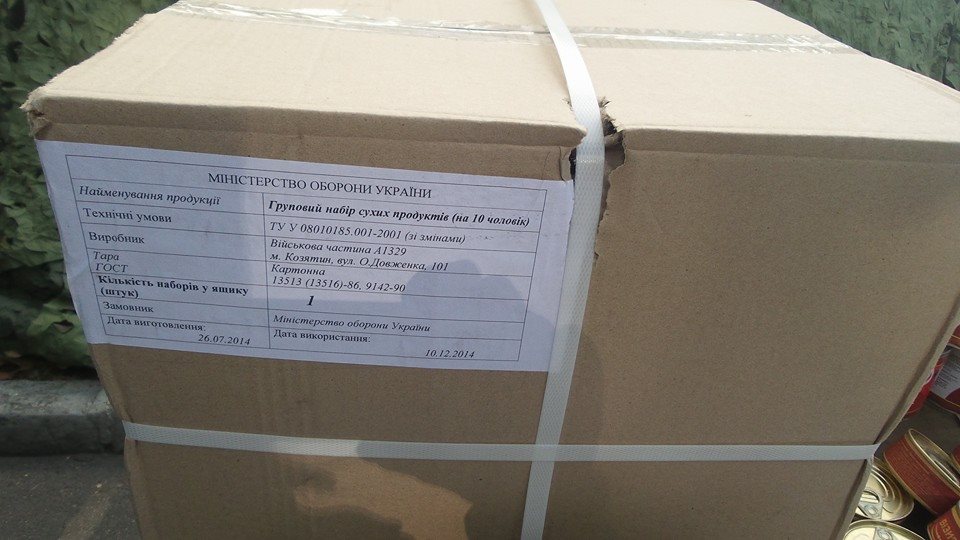 МІНІСТЕРСТВО ОБОРОНИ УКРАЇНИ
Найменування продукції
Груповий набір сухих продуктів (на 10 чоловік)
Технічні умови
ТУ У 08010185.001-2001 (зі змінами)
Виробник
Військова частина А1329
м. Козятин, вул. О.Довженка, 101
Тара
Картонна
ГОСТ
13513 (13516)-86, 9142-90
Кількість наборів у ящику
(штук)
1
Замовник
Міністерство оборони України
Дата виготовлення:
26.07.2014
Дата використання:
10.12.2014